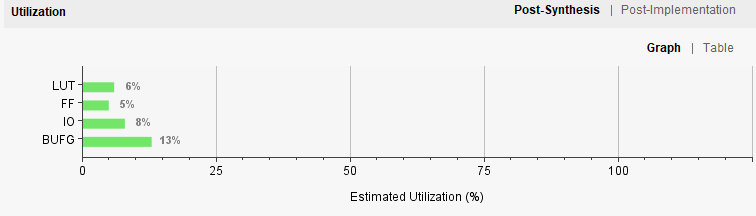 Utilization
Post-Synthesis | Post-Implementation
Graph | Table
LUT 6%
FF 5%
IO 8%
BUFG 13%
0 25 50 75 100
Estimated Utilization (%)